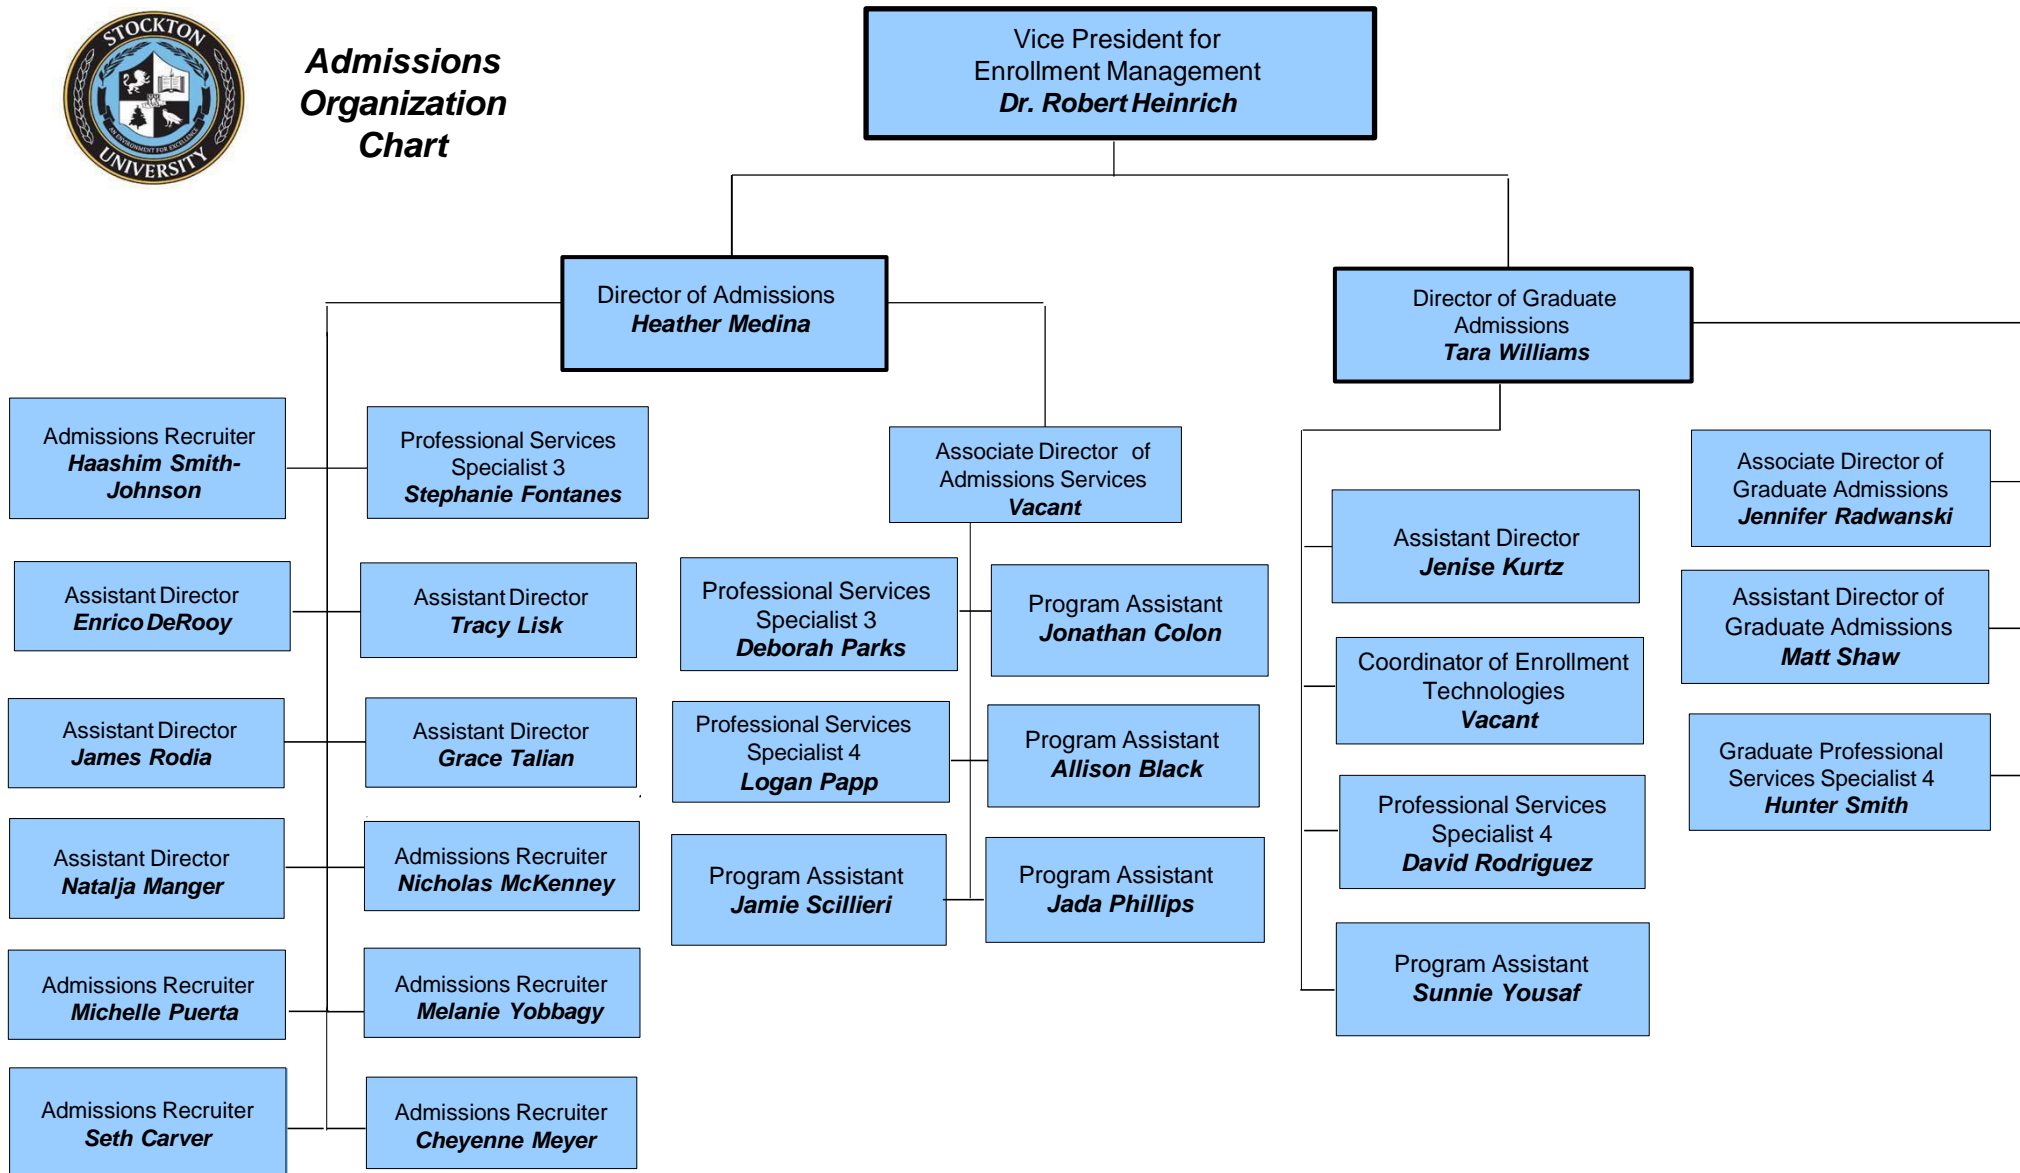 STOCKTON
UNIVERSITY
AN ENVIRONMENT FOR EXCELLENCE
Admissions
Organization
Chart
Vice President for
Enrollment Management
Dr. Robert Heinrich
Director of Admissions
Heather Medina
Director of Graduate
Admissions
Tara Williams
Admissions Recruiter
Haashim Smith-
Johnson
Professional Services
Specialist 3
Stephanie Fontanes
Assistant Director
Enrico DeRooy
Assistant Director
Tracy Lisk
Assistant Director
James Rodia
Assistant Director
Grace Talian
Assistant Director
Natalja Manger
Admissions Recruiter
Nicholas McKenney
Admissions Recruiter
Michelle Puerta
Admissions Recruiter
Melanie Yobbagy
Admissions Recruiter
Seth Carver
Admissions Recruiter
Cheyenne Meyer
Associate Director of
Admissions Services
Vacant
Professional Services
Specialist 3
Deborah Parks
Program Assistant
Jonathan Colon
Professional Services
Specialist 4
Logan Papp
Program Assistant
Allison Black
Program Assistant
Jamie Scillieri
Program Assistant
Jada Phillips
Assistant Director
Jenise Kurtz
Coordinator of Enrollment
Technologies
Vacant
Professional Services
Specialist 4
David Rodriguez
Program Assistant
Sunnie Yousaf
Associate Director of
Graduate Admissions
Jennifer Radwanski
Assistant Director of
Graduate Admissions
Matt Shaw
Graduate Professional
Services Specialist 4
Hunter Smith